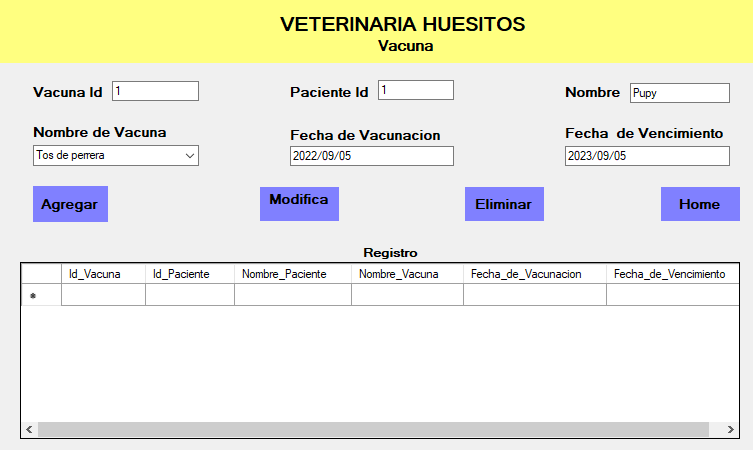 VETERINARIA HUESITOS
Vacuna
Vacuna Id 1 Paciente Id 1 Nombre Pupy
Nombre de Vacuna Fecha de Vacunacion Fecha de Vencimiento
Tos de perrera 2022/09/05 2023/09/05
Agregar Modifica Eliminar Home
Registro
Id_Vacuna Id_Paciente Nombre_Paciente Nombre_Vacuna Fecha_de_Vacunacion Fecha_de_Vencimiento